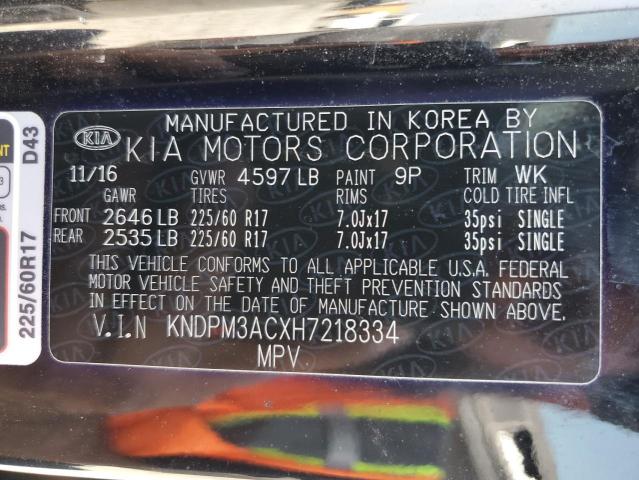 MANUFACTURED IN KOREA BY
KIA KIA MOTORS CORPORATION
11/16 GVWR 4597 LB PAINT 9P TRIM WK
GAWR TIRES RIMS COLD TIRE INFL
FRONT 2646 LB 225/60 R17 7.0Jx17 35psi SINGLE
REAR 2535 LB 225/60 R17 7.0Jx17 35psi SINGLE
THIS VEHICLE CONFORMS TO ALL APPLICABLE U.S.A. FEDERAL
MOTOR VEHICLE SAFETY AND THEFT PREVENTION STANDARDS
IN EFFECT ON THE DATE OF MANUFACTURE SHOWN ABOVE.
V.I.N KNDPM3ACXH7218334
MPV
225/60R17 D43